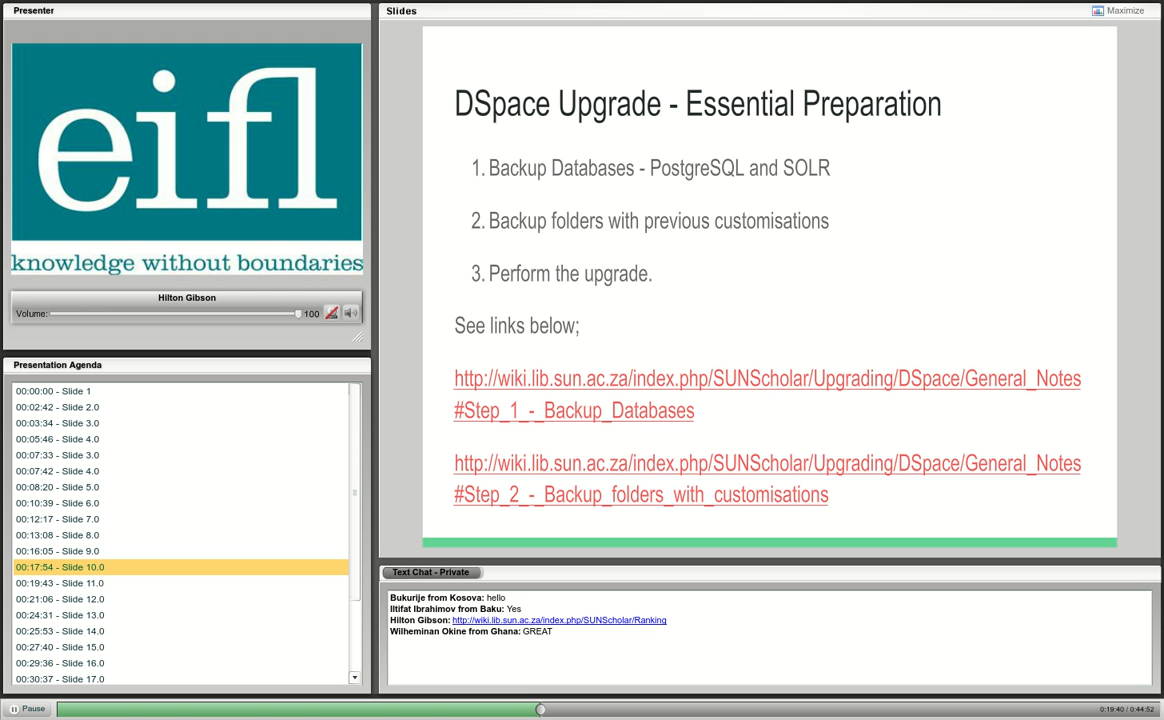 Presenter
eifl
knowledge without boundaries
Hilton Gibson
Volume: 100
Presentation Agenda
00:00:00 - Slide 1
00:02:42 - Slide 2.0
00:03:34 - Slide 3.0
00:05:46 - Slide 4.0
00:07:33 - Slide 3.0
00:07:42 - Slide 4.0
00:08:20 - Slide 5.0
00:10:39 - Slide 6.0
00:12:17 - Slide 7.0
00:13:08 - Slide 8.0
00:16:05 - Slide 9.0
00:17:54 - Slide 10.0
00:19:43 - Slide 11.0
00:21:06 - Slide 12.0
00:24:31 - Slide 13.0
00:25:53 - Slide 14.0
00:27:40 - Slide 15.0
00:29:36 - Slide 16.0
00:30:37 - Slide 17.0
Slides
Maximize
DSpace Upgrade - Essential Preparation
1. Backup Databases - PostgreSQL and SOLR
2. Backup folders with previous customisations
3. Perform the upgrade.
See links below;
http://wiki.lib.sun.ac.za/index.php/SUNScholar/Upgrading/DSpace/General_Notes
#Step_1_-_Backup_Databases
http://wiki.lib.sun.ac.za/index.php/SUNScholar/Upgrading/DSpace/General_Notes
#Step_2_-_Backup_folders_with_customisations
Text Chat - Private
Bukurije from Kosova: hello
Iltifat Ibrahimov from Baku: Yes
Hilton Gibson: http://wiki.lib.sun.ac.za/index.php/SUNScholar/Ranking
Wilheminan Okine from Ghana: GREAT
Pause
0:19:40 / 0:44:52